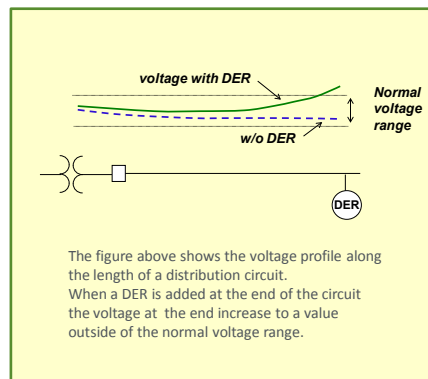 voltage with DER
Normal
voltage
range
w/o DER
DER
The figure above shows the voltage profile along
the length of a distribution circuit.
When a DER is added at the end of the circuit
the voltage at  the end increase to a value
outside of the normal voltage range.